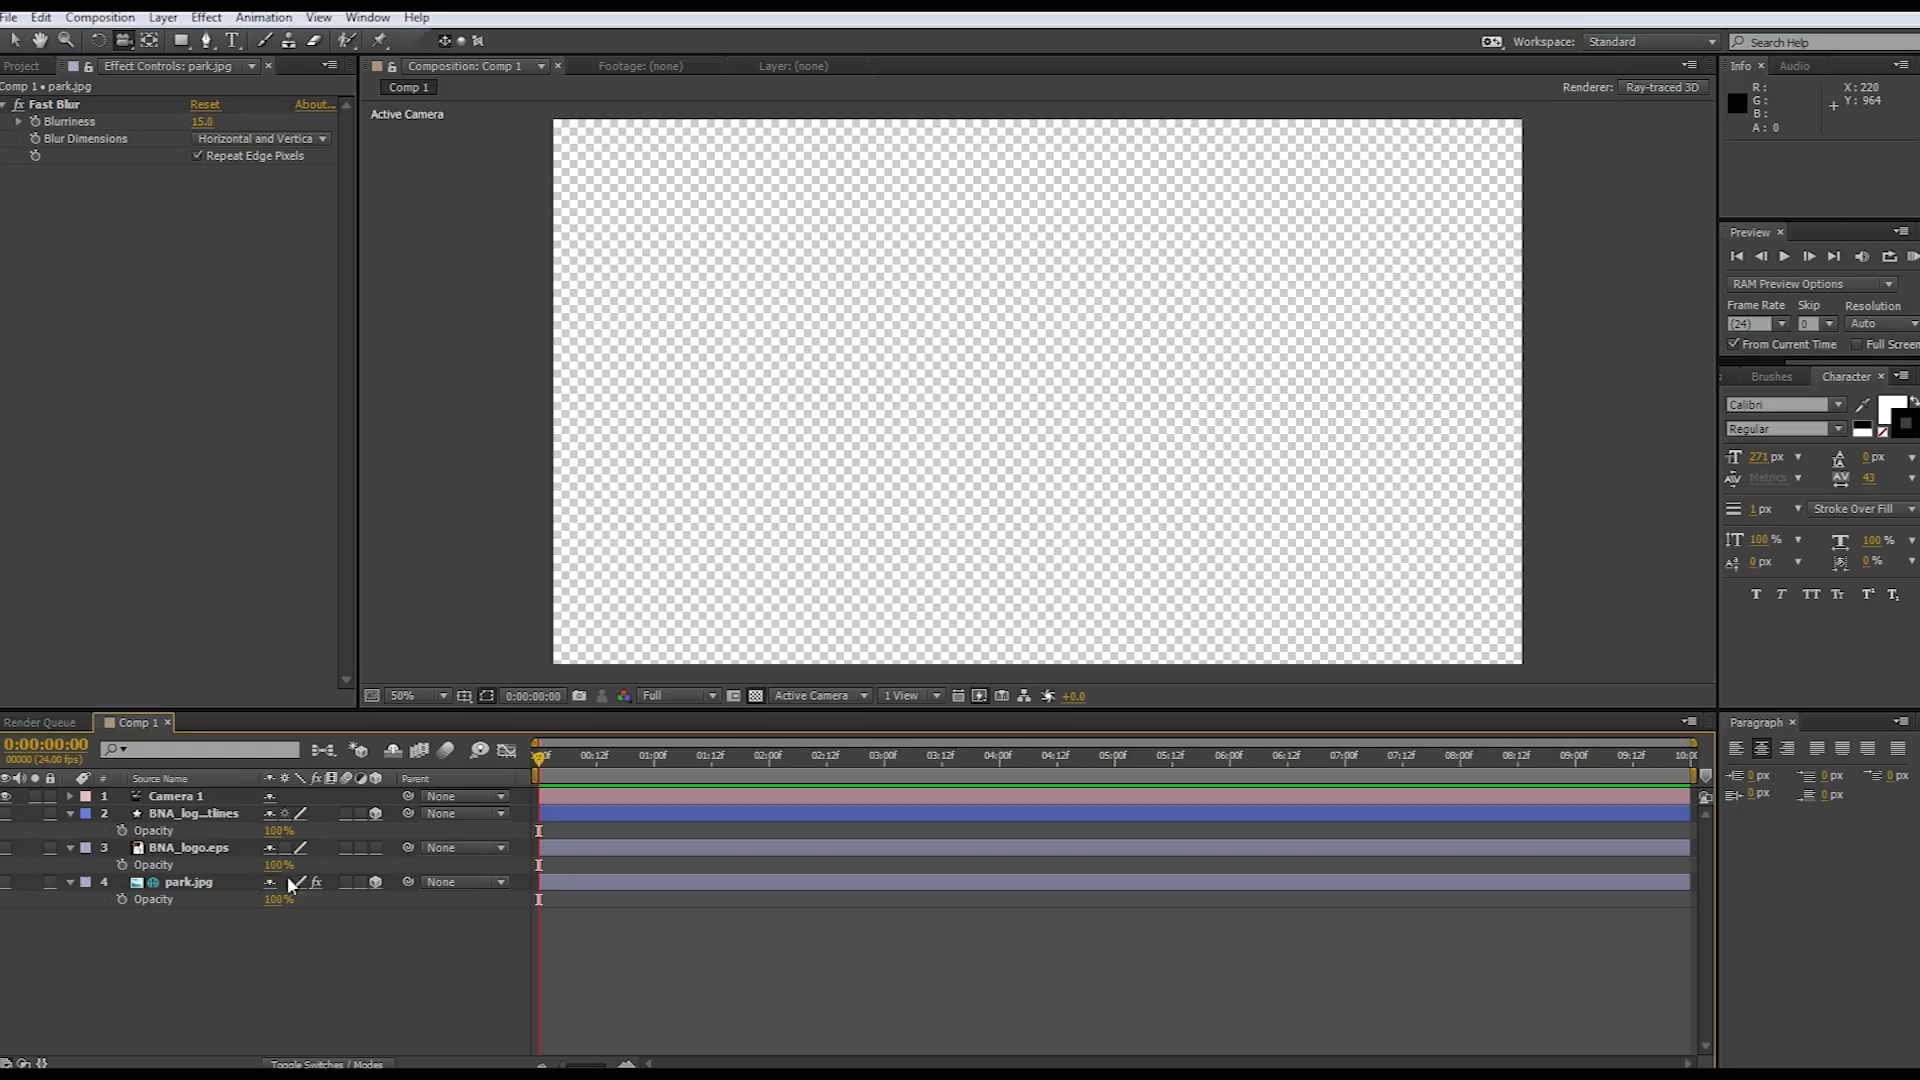 File Edit Composition Layer Effect Animation View Window Help
Workspace: Standard Search Help
Project Effect Controls: park.jpg Composition: Comp 1 Footage: (none) Layer: (none) Info Audio
Comp 1 • park.jpg Comp 1 Renderer: Ray-traced 3D
R: X: 220
G: Y: 964
B:
A: 0
fx Fast Blur Reset About...
Active Camera
Blurriness 15.0
Blur Dimensions Horizontal and Vertica
Repeat Edge Pixels
Preview
RAM Preview Options
Frame Rate Skip Resolution
(24) 0 Auto
From Current Time Full Screen
Brushes Character
Calibri
Regular
271 px 0 px
Metrics 43
1 px Stroke Over Fill
100 % 100 %
0 px 0 %
T T TT Tr T¹ T₁
50% 0:00:00:00 Full Active Camera 1 View +0.0
Render Queue Comp 1 Paragraph
0:00:00:00
00000 (24.00 fps)
00:12f 01:00f 01:12f 02:00f 02:12f 03:00f 03:12f 04:00f 04:12f 05:00f 05:12f 06:00f 06:12f 07:00f 07:12f 08:00f 08:12f 09:00f 09:12f 10:00
# Source Name fx Parent
0 px 0 px 0 px
0 px 0 px
1 Camera 1 None
2 BNA_log...tlines None
Opacity 100%
3 BNA_logo.eps None
Opacity 100%
4 park.jpg fx None
Opacity 100%
Toggle Switches / Modes